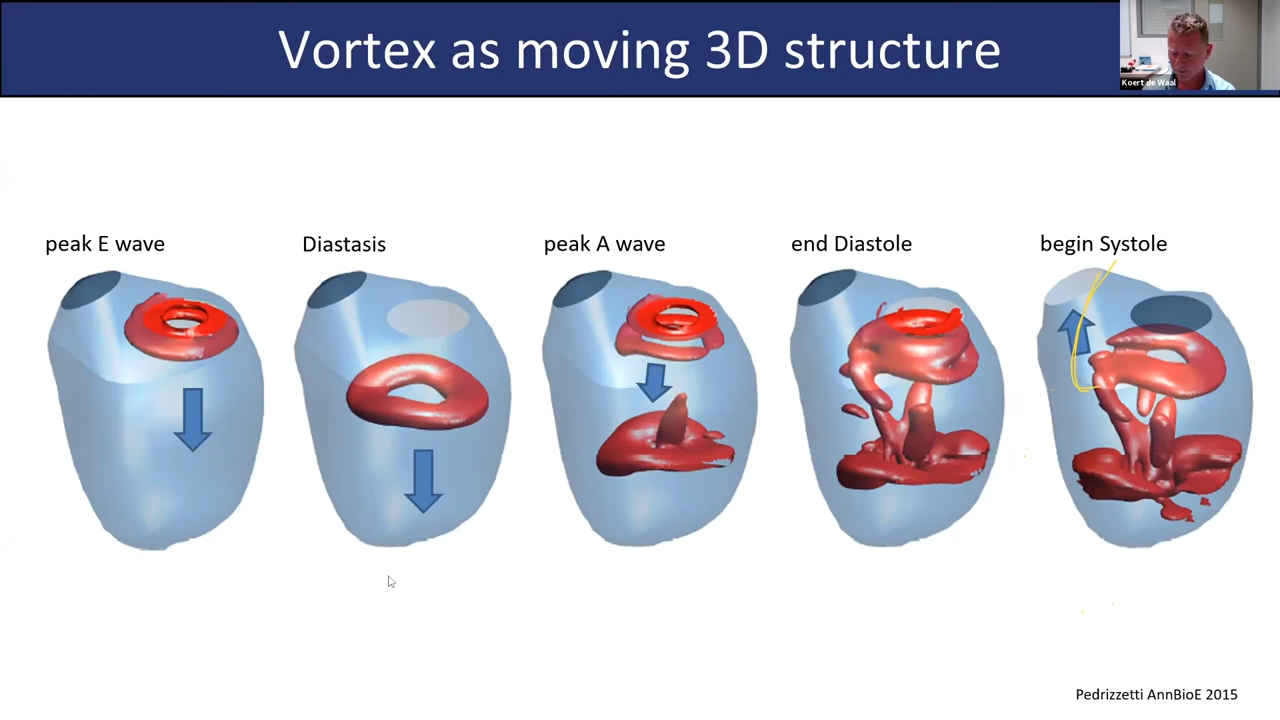 Vortex as moving 3D structure
Koert de Waal
peak E wave
Diastasis
peak A wave
end Diastole
begin Systole
Pedrizzetti AnnBioE 2015